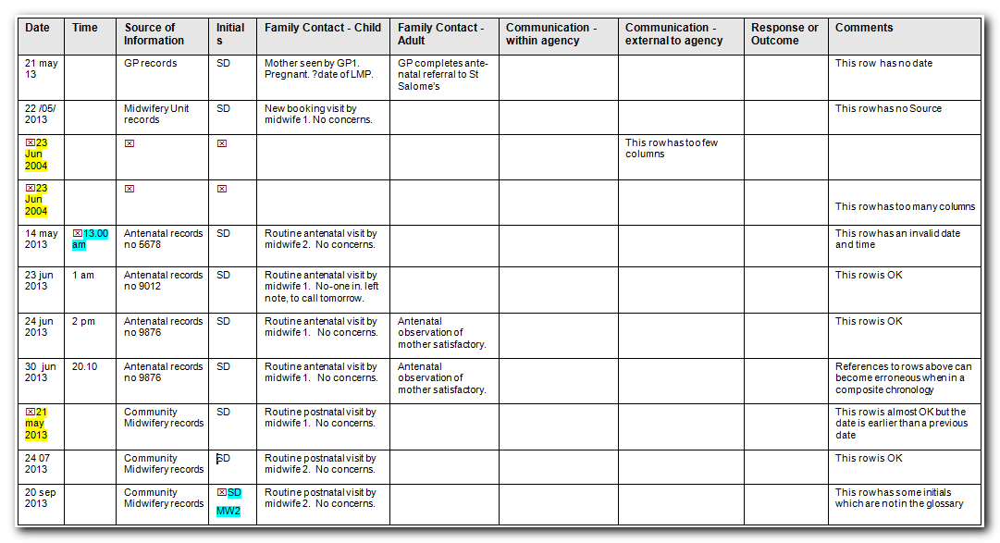 Date
Time
Source of
Information
Initial
s
Family Contact - Child
Family Contact -
Adult
Communication -
within agency
Communication -
external to agency
Response or
Outcome
Comments
21 may
13
GP records
SD
Mother seen by GP1.
Pregnant. ?date of LMP.
GP completes ante-
natal referral to St
Salome's
This row has no date
22 /05/
2013
Midwifery Unit
records
SD
New booking visit by
midwife 1. No concerns.
This row has no Source
☒23
Jun
2004
☒
☒
This row has too few
columns
☒23
Jun
2004
☒
☒
This row has too many columns
14 may
2013
☒13.00
am
Antenatal records
no 5678
SD
Routine antenatal visit by
midwife 2. No concerns.
This row has an invalid date
and time
23 jun
2013
1 am
Antenatal records
no 9012
SD
Routine antenatal visit by
midwife 1. No-one in. left
note, to call tomorrow.
This row is OK
24 jun
2013
2 pm
Antenatal records
no 9876
SD
Routine antenatal visit by
midwife 1. No concerns.
Antenatal
observation of
mother satisfactory.
This row is OK
30 jun
2013
20.10
Antenatal records
no 9876
SD
Routine antenatal visit by
midwife 1. No concerns.
Antenatal
observation of
mother satisfactory.
References to rows above can
become erroneous when in a
composite chronology
☒21
may
2013
Community
Midwifery records
SD
Routine postnatal visit by
midwife 1. No concerns.
This row is almost OK but the
date is earlier than a previous
date
24 07
2013
Community
Midwifery records
SD
Routine postnatal visit by
midwife 2. No concerns.
This row is OK
20 sep
2013
Community
Midwifery records
☒SD
MW2
Routine postnatal visit by
midwife 2. No concerns.
This row has some initials
which are not in the glossary